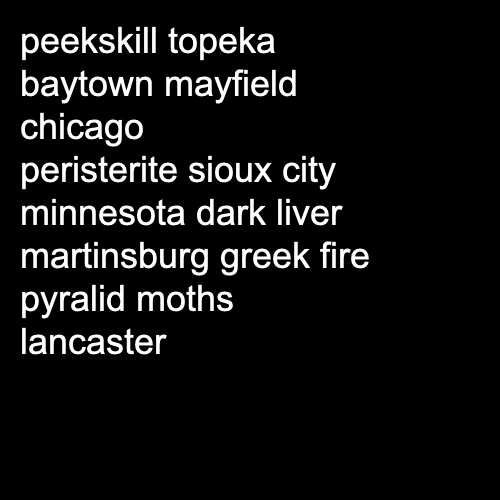 peekskill topeka
baytown mayfield
chicago
peristerite sioux city
minnesota dark liver
martinsburg greek fire
pyralid moths
lancaster